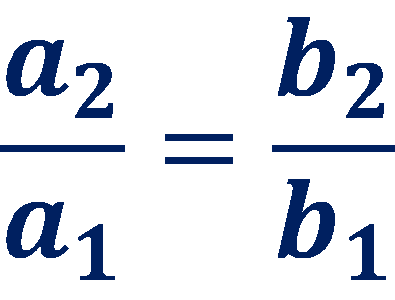 a₂/a₁ = b₂/b₁